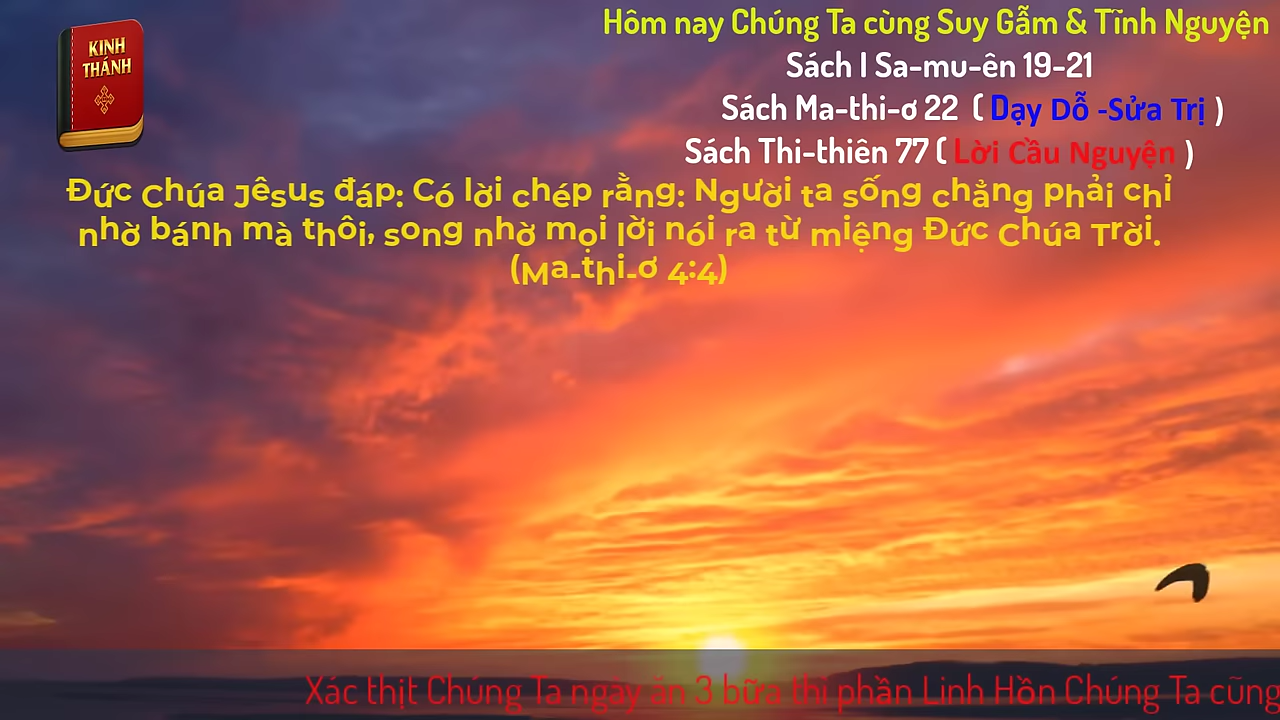 KINH
THÁNH
Hôm nay Chúng Ta cùng Suy Gẫm & Tĩnh Nguyện
Sách I Sa-mu-ên 19-21
Sách Ma-thi-ơ 22 ( Dạy Dỗ -Sửa Trị )
Sách Thi-thiên 77 ( Lời Cầu Nguyện )
Đức Chúa Jêsus đáp: Có lời chép rằng: Người ta sống chẳng phải chỉ
nhờ bánh mà thôi, song nhờ mọi lời nói ra từ miệng Đức Chúa Trời.
(Ma-thi-ơ 4:4)
Xác thịt Chúng Ta ngày ăn 3 bữa thì phần Linh Hồn Chúng Ta cũng